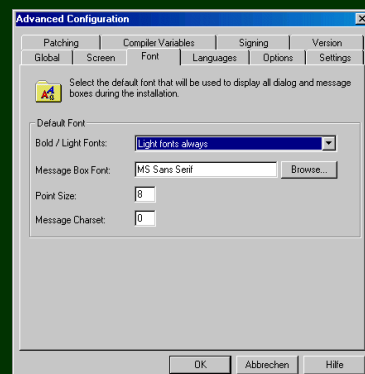 Advanced Configuration
Patching Compiler Variables Signing Version
Global Screen Font Languages Options Settings
Select the default font that will be used to display all dialog and message
boxes during the installation.
Default Font
Bold / Light Fonts: Light fonts always
Message Box Font: MS Sans Serif Browse...
Point Size: 8
Message Charset: 0
OK Abbrechen Hilfe